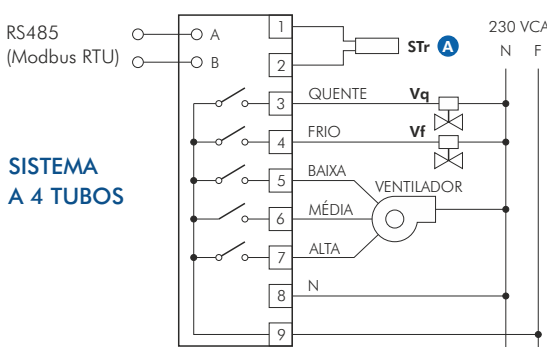 RS485
(Modbus RTU)
A
B
1
2
STr A
230 VCA
N F
3 QUENTE Vq
4 FRIO Vf
SISTEMA
A 4 TUBOS
5 BAIXA
VENTILADOR
6 MÉDIA
7 ALTA
8 N
9